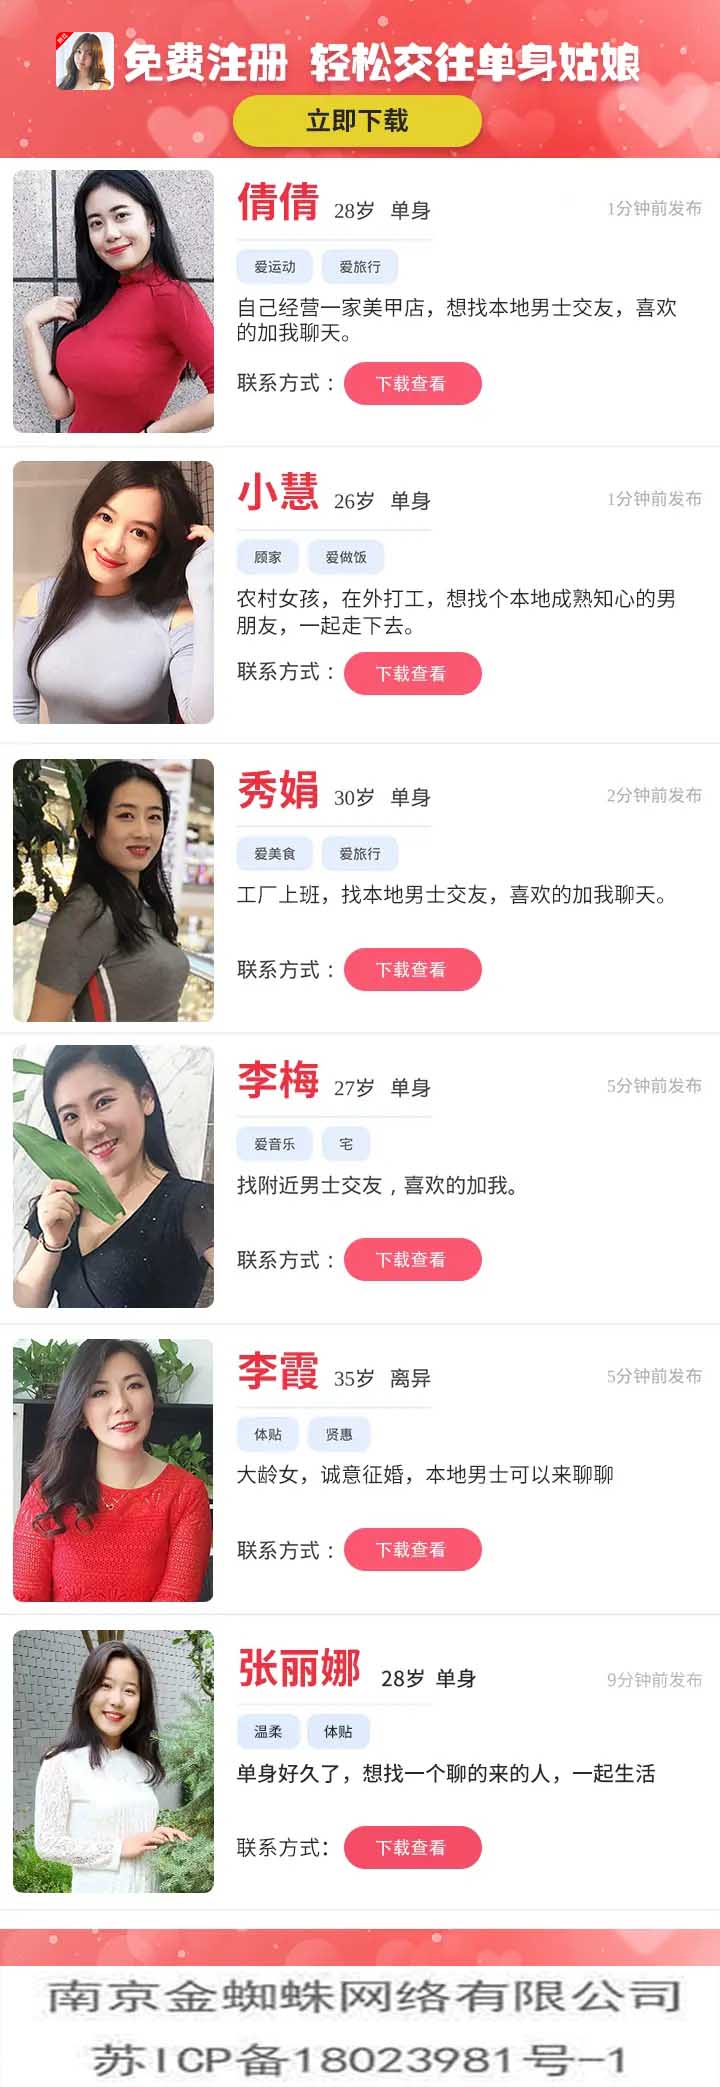 免费注册 轻松交往单身姑娘
立即下载
倩倩 28岁 单身 1分钟前发布
爱运动 爱旅行
自己经营一家美甲店，想找本地男士交友，喜欢
的加我聊天。
联系方式： 下载查看
小慧 26岁 单身 1分钟前发布
顾家 爱做饭
农村女孩，在外打工，想找个本地成熟知心的男
朋友，一起走下去。
联系方式： 下载查看
秀娟 30岁 单身 2分钟前发布
爱美食 爱旅行
工厂上班，找本地男士交友，喜欢的加我聊天。
联系方式： 下载查看
李梅 27岁 单身 5分钟前发布
爱音乐 宅
找附近男士交友，喜欢的加我。
联系方式： 下载查看
李霞 35岁 离异 5分钟前发布
体贴 贤惠
大龄女，诚意征婚，本地男士可以来聊聊
联系方式： 下载查看
张丽娜 28岁 单身 9分钟前发布
温柔 体贴
单身好久了，想找一个聊的来的人，一起生活
联系方式： 下载查看
南京金蜘蛛网络有限公司
苏ICP备18023981号-1